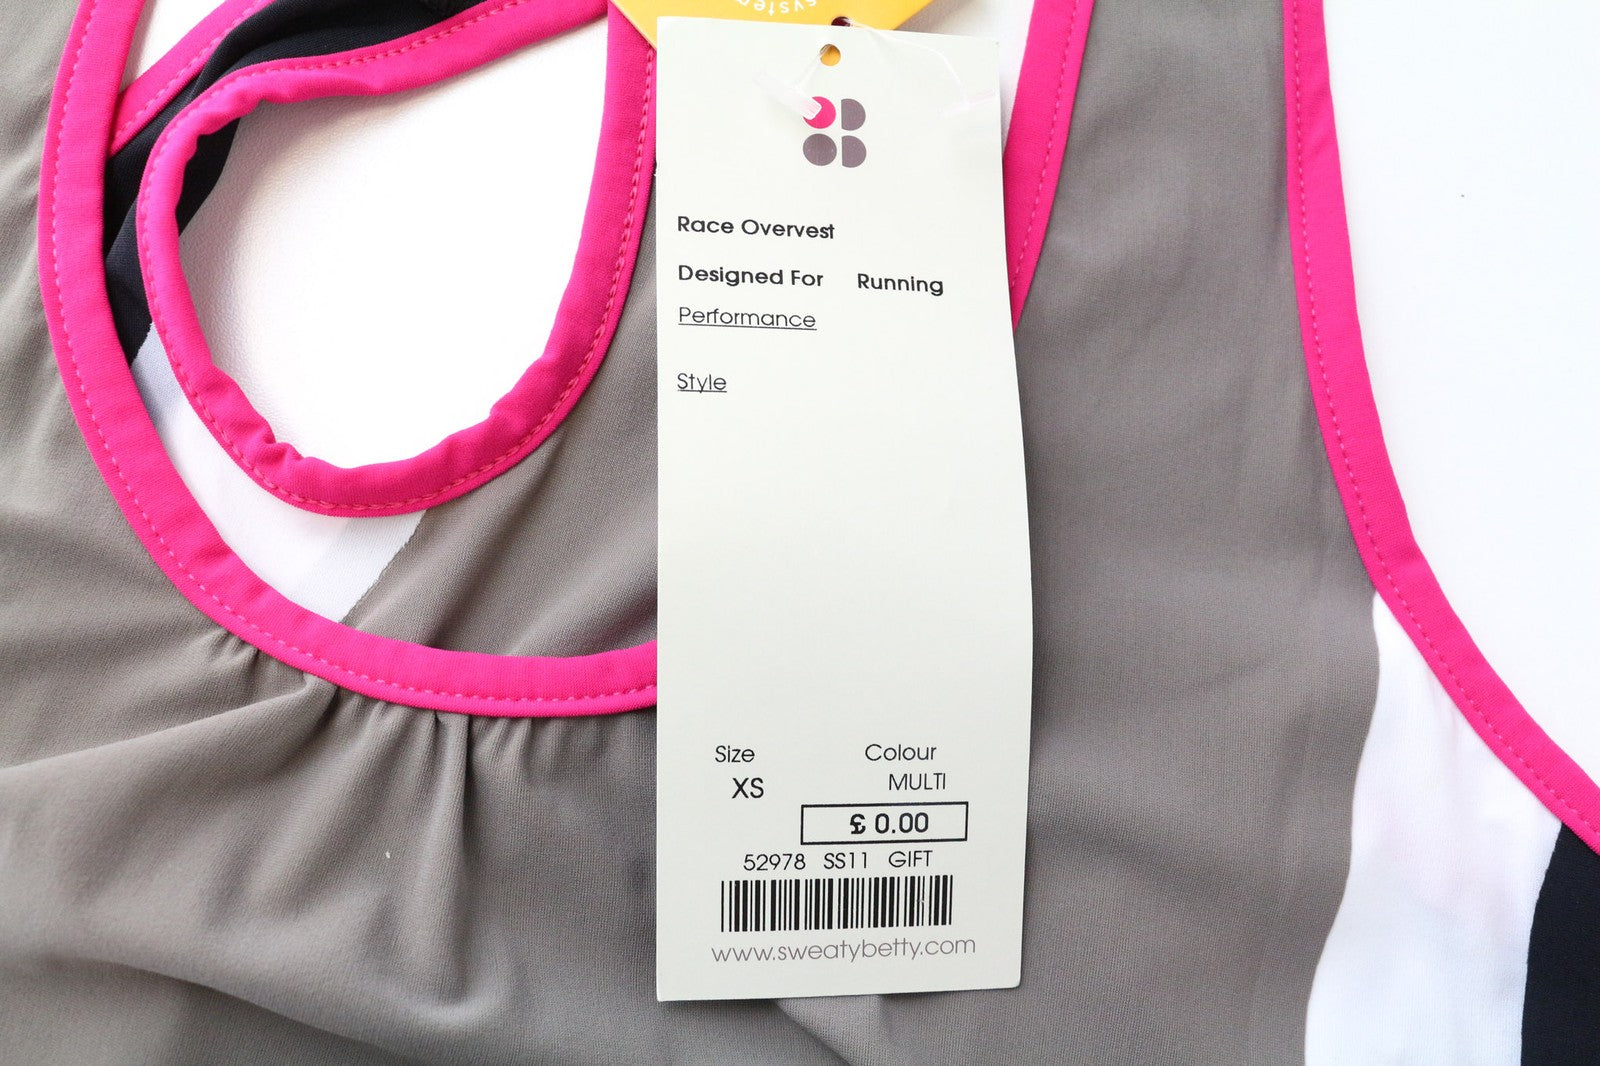 system
Race Overvest
Designed For Running
Performance
Style
Size Colour
XS MULTI
£ 0.00
52978 SS11 GIFT
www.sweatybetty.com